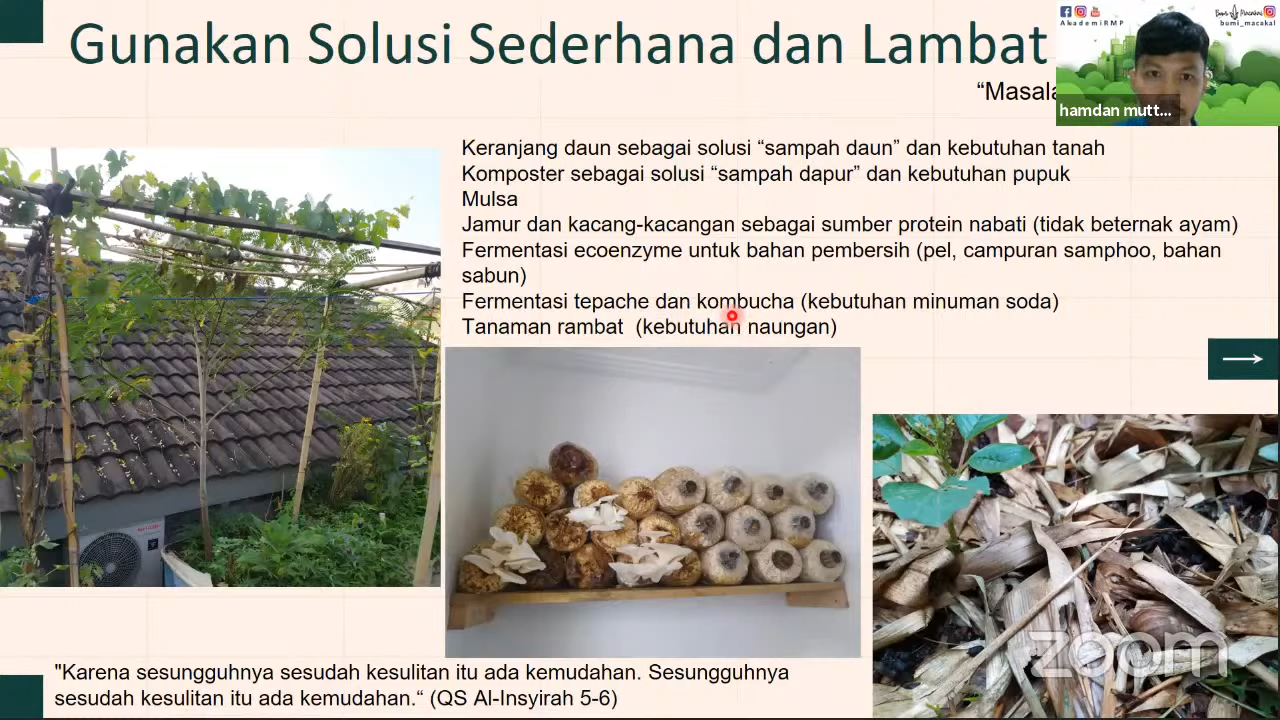 Gunakan Solusi Sederhana dan Lambat
“Masala
AkademiRMP
Bumi Macakal
bumi_macakal
hamdan mutt...
Keranjang daun sebagai solusi “sampah daun” dan kebutuhan tanah
Komposter sebagai solusi “sampah dapur” dan kebutuhan pupuk
Mulsa
Jamur dan kacang-kacangan sebagai sumber protein nabati (tidak beternak ayam)
Fermentasi ecoenzyme untuk bahan pembersih (pel, campuran samphoo, bahan
sabun)
Fermentasi tepache dan kombucha (kebutuhan minuman soda)
Tanaman rambat (kebutuhan naungan)
"Karena sesungguhnya sesudah kesulitan itu ada kemudahan. Sesungguhnya
sesudah kesulitan itu ada kemudahan.“ (QS Al-Insyirah 5-6)
zoom